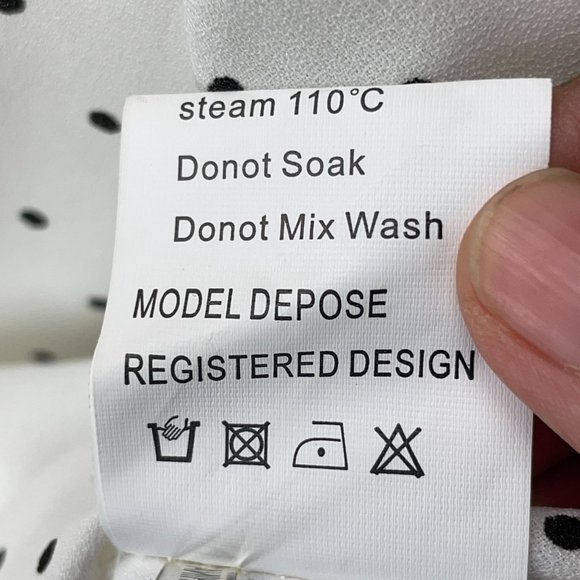 steam 110°C
Donot Soak
Donot Mix Wash
MODEL DEPOSE
REGISTERED DESIGN